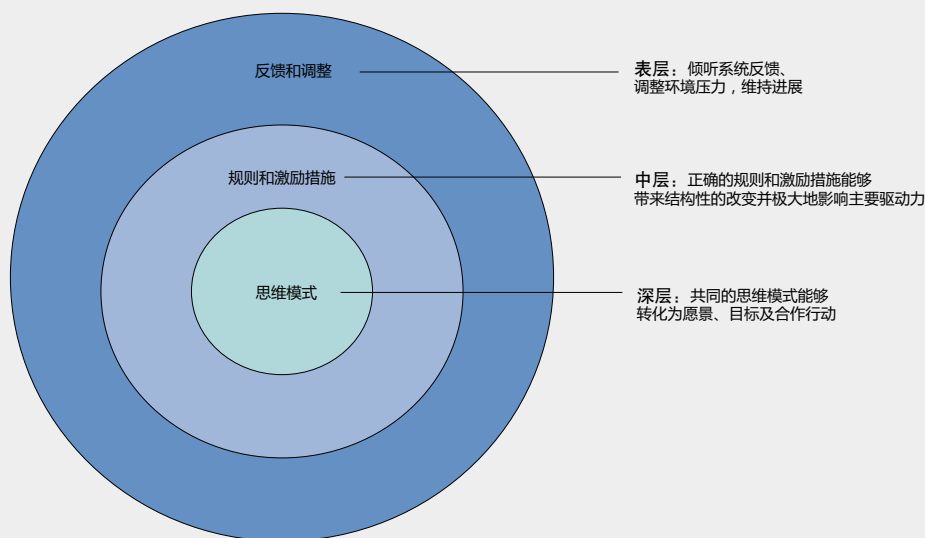 反馈和调整
表层：倾听系统反馈、
调整环境压力，维持进展
规则和激励措施
中层：正确的规则和激励措施能够
带来结构性的改变并极大地影响主要驱动力
思维模式
深层：共同的思维模式能够
转化为愿景、目标及合作行动